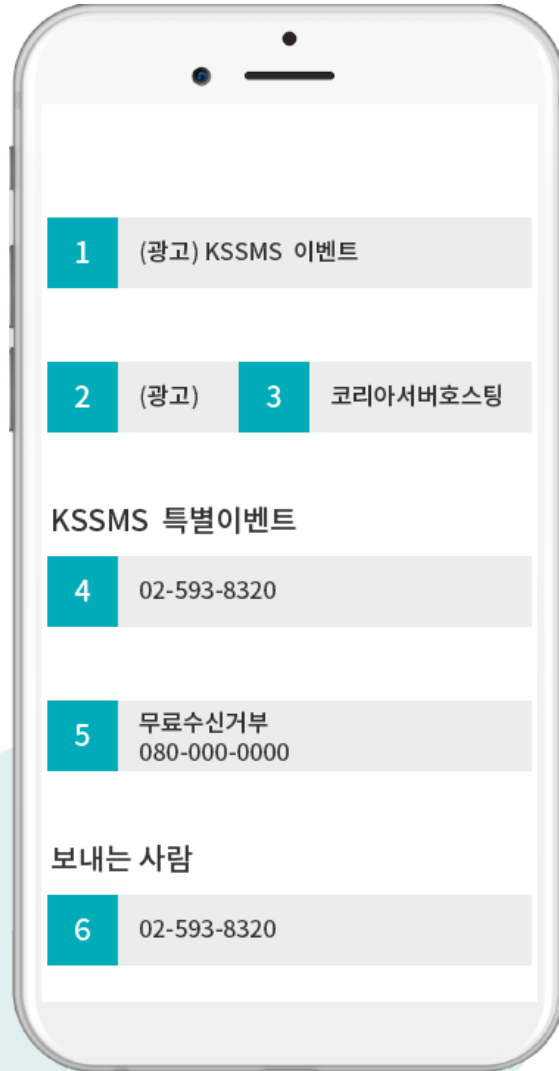 1 (광고) KSSMS 이벤트
2 (광고) 3 코리아서버호스팅
KSSMS 특별이벤트
4 02-593-8320
5 무료수신거부
080-000-0000
보내는 사람
6 02-593-8320